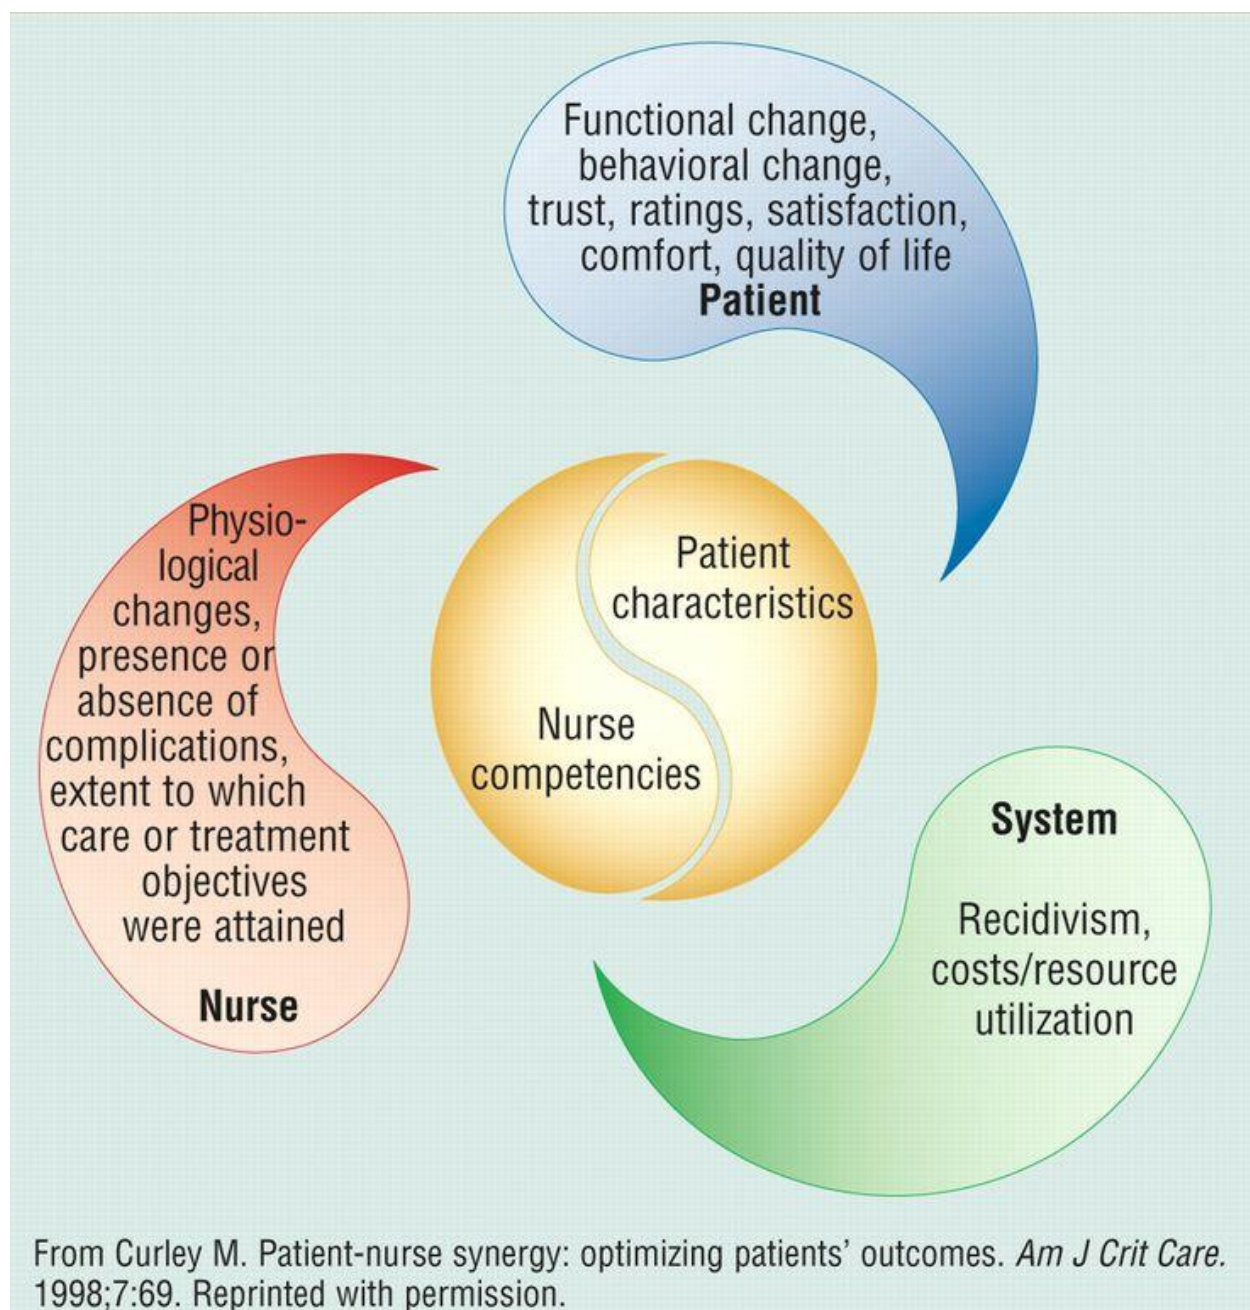 Functional change,
behavioral change,
trust, ratings, satisfaction,
comfort, quality of life
Patient
Physio-
logical
changes,
presence or
absence of
complications,
extent to which
care or treatment
objectives
were attained
Nurse
Patient
characteristics
Nurse
competencies
System
Recidivism,
costs/resource
utilization
From Curley M. Patient-nurse synergy: optimizing patients’ outcomes. Am J Crit Care.
1998;7:69. Reprinted with permission.